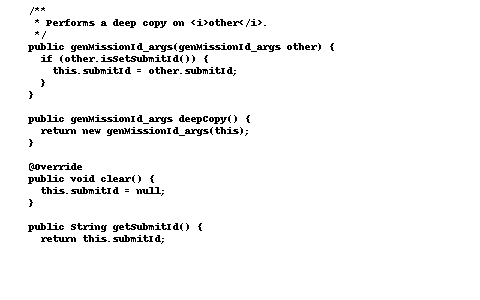 /**
 * Performs a deep copy on <i>other</i>.
 */
public genMissionId_args(genMissionId_args other) {
  if (other.isSetSubmitId()) {
    this.submitId = other.submitId;
  }
}

public genMissionId_args deepCopy() {
  return new genMissionId_args(this);
}

@Override
public void clear() {
  this.submitId = null;
}

public String getSubmitId() {
  return this.submitId;